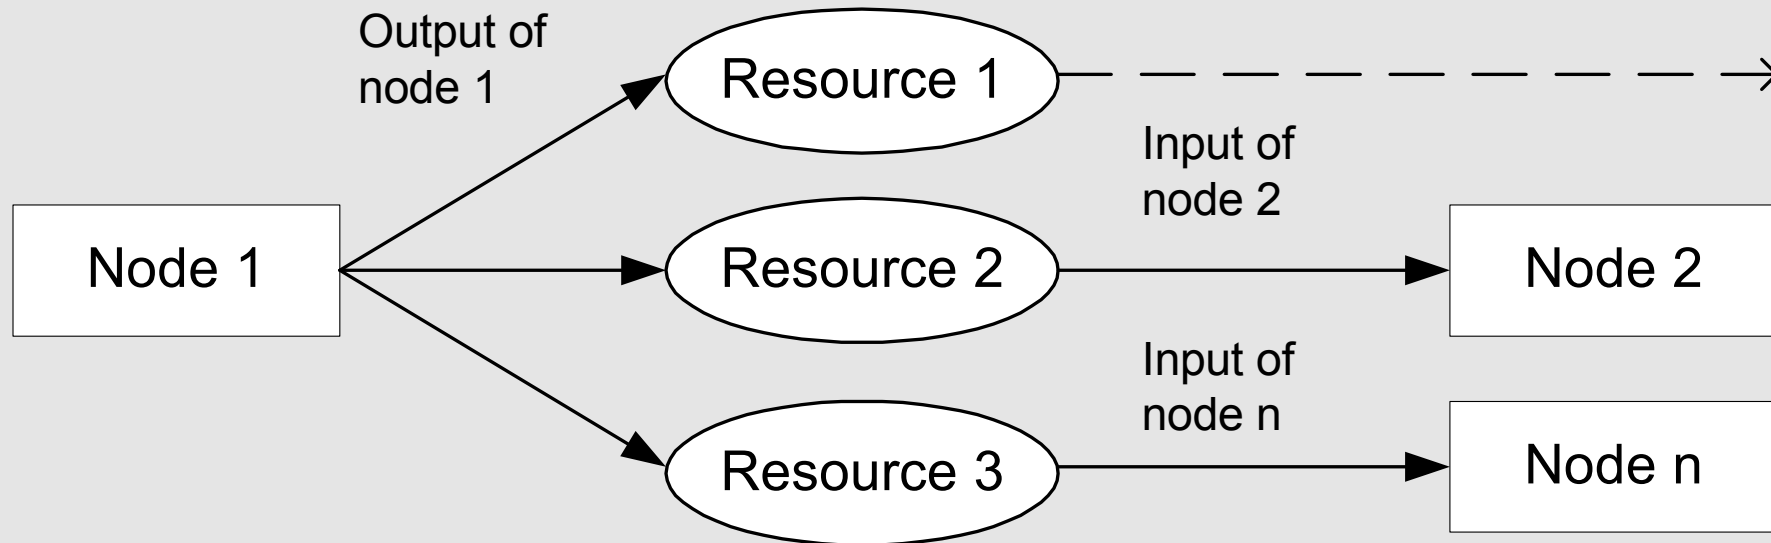 Output of
node 1
Resource 1
Input of
node 2
Node 1
Resource 2
Node 2
Input of
node n
Resource 3
Node n